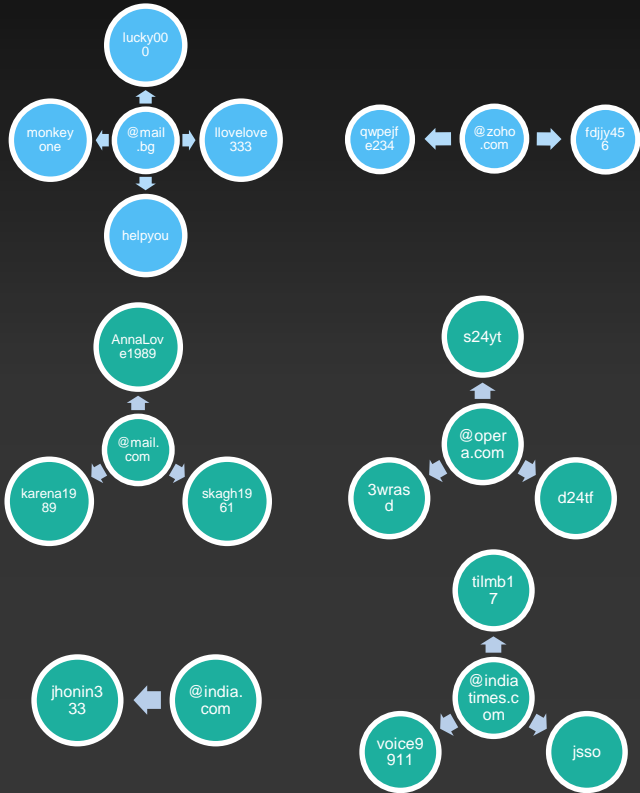 lucky00
0
monkey
one
@mail
.bg
llovelove
333
helpyou
qwpejf
e234
@zoho
.com
fdjjy45
6
AnnaLov
e1989
@mail.
com
karena19
89
skagh19
61
s24yt
@oper
a.com
3wras
d
d24tf
jhonin3
33
@india.
com
tilmb1
7
@india
times.c
om
voice9
911
jsso